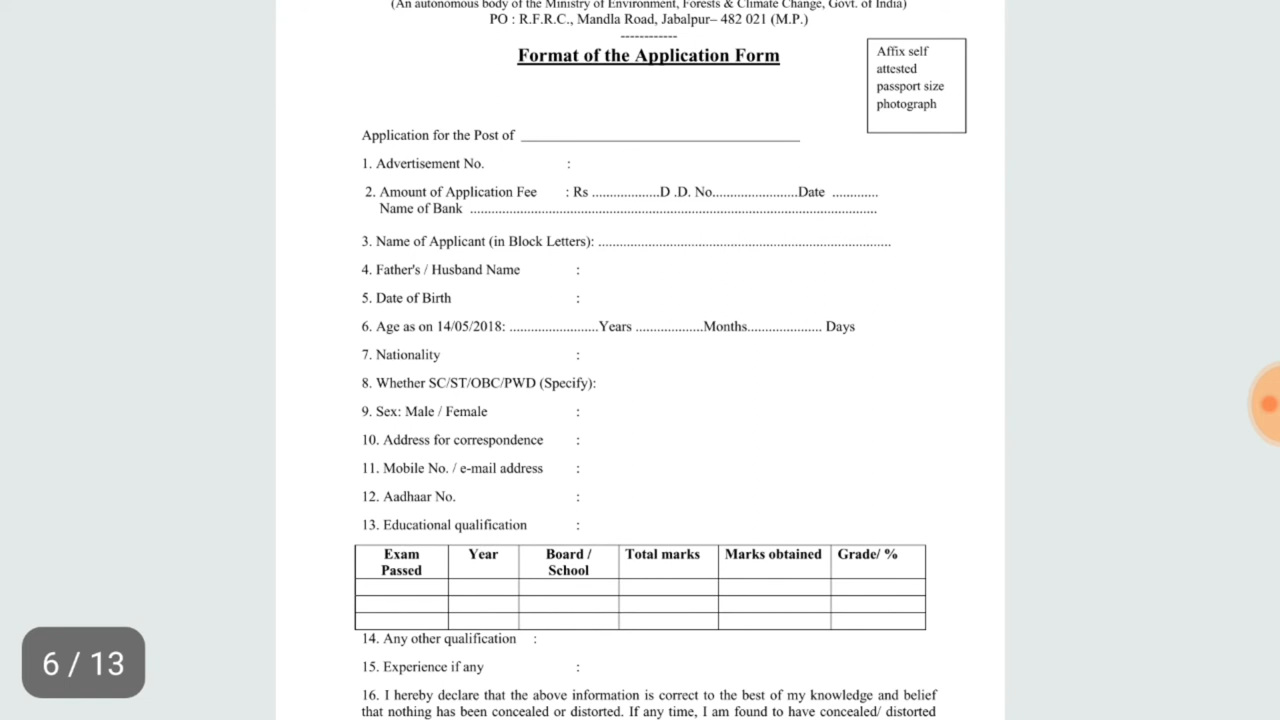 (An autonomous body of the Ministry of Environment, Forests & Climate Change, Govt. of India)
PO : R.F.R.C., Mandla Road, Jabalpur– 482 021 (M.P.)
------------
Format of the Application Form
Affix self
attested
passport size
photograph
Application for the Post of ________________________________________
1. Advertisement No. :
2. Amount of Application Fee : Rs ...................D .D. No........................Date .............
Name of Bank ...................................................................................................................
3. Name of Applicant (in Block Letters): ...................................................................................
4. Father's / Husband Name :
5. Date of Birth :
6. Age as on 14/05/2018: .........................Years ...................Months..................... Days
7. Nationality :
8. Whether SC/ST/OBC/PWD (Specify):
9. Sex: Male / Female :
10. Address for correspondence :
11. Mobile No. / e-mail address :
12. Aadhaar No. :
13. Educational qualification :
Exam Passed Year Board / School Total marks Marks obtained Grade/ %
14. Any other qualification :
15. Experience if any :
16. I hereby declare that the above information is correct to the best of my knowledge and belief
that nothing has been concealed or distorted. If any time, I am found to have concealed/ distorted
6 / 13